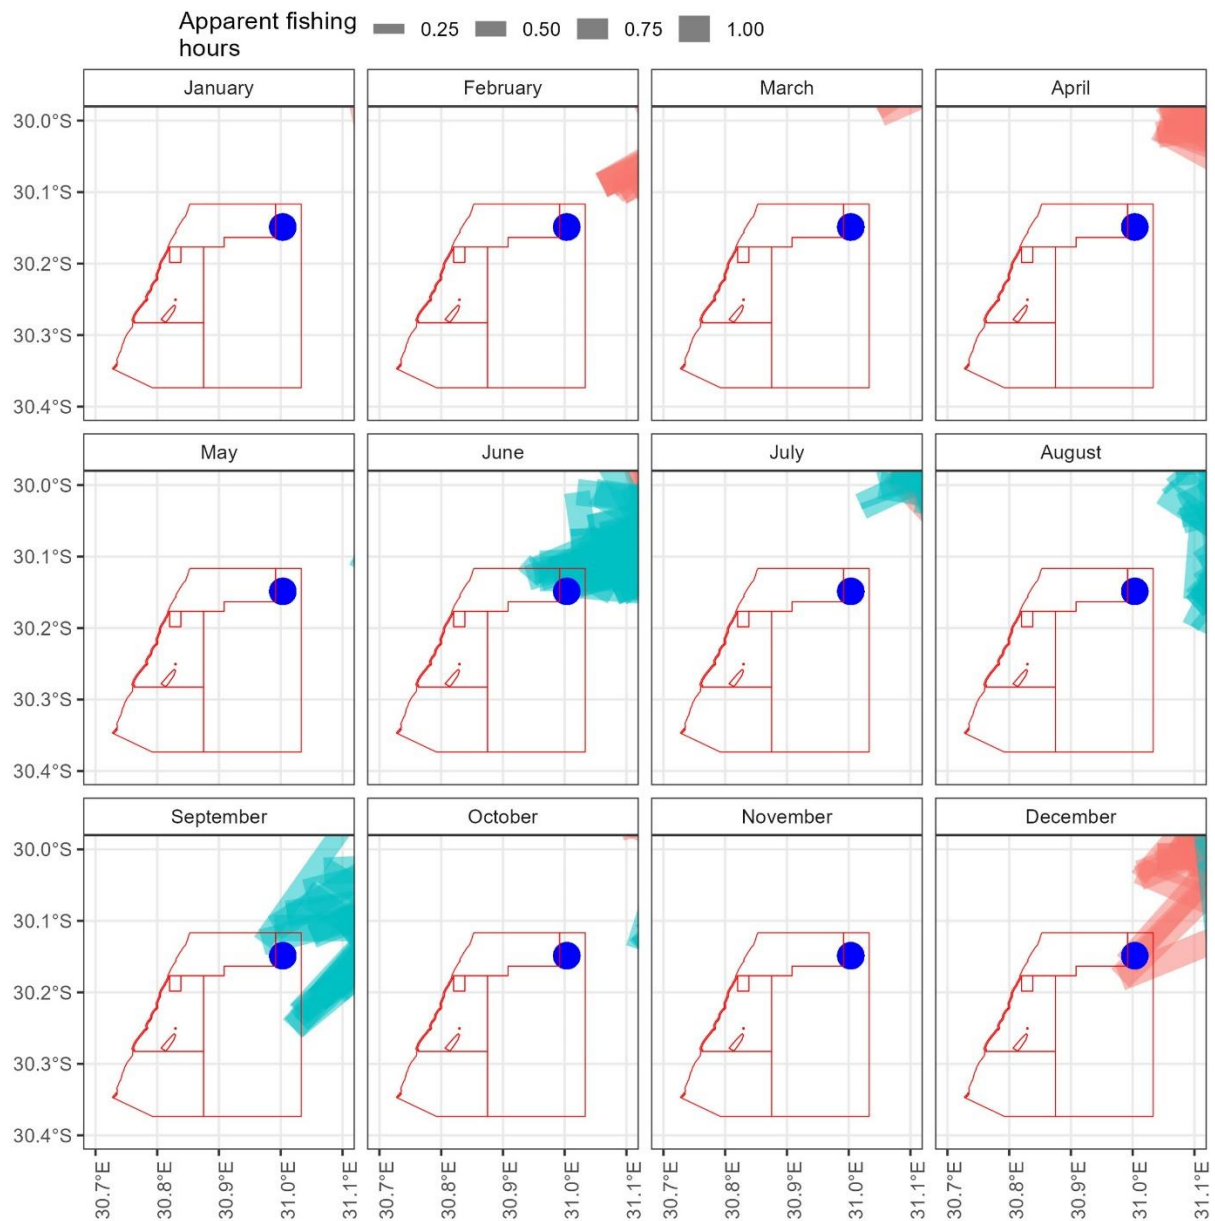 Apparent fishing
hours
0.25 0.50 0.75 1.00
January February March April
30.0°S
30.1°S
30.2°S
30.3°S
30.4°S
May June July August
30.0°S
30.1°S
30.2°S
30.3°S
30.4°S
September October November December
30.0°S
30.1°S
30.2°S
30.3°S
30.4°S
30.7°E 30.8°E 30.9°E 31.0°E 31.1°E 30.7°E 30.8°E 30.9°E 31.0°E 31.1°E 30.7°E 30.8°E 30.9°E 31.0°E 31.1°E 30.7°E 30.8°E 30.9°E 31.0°E 31.1°E